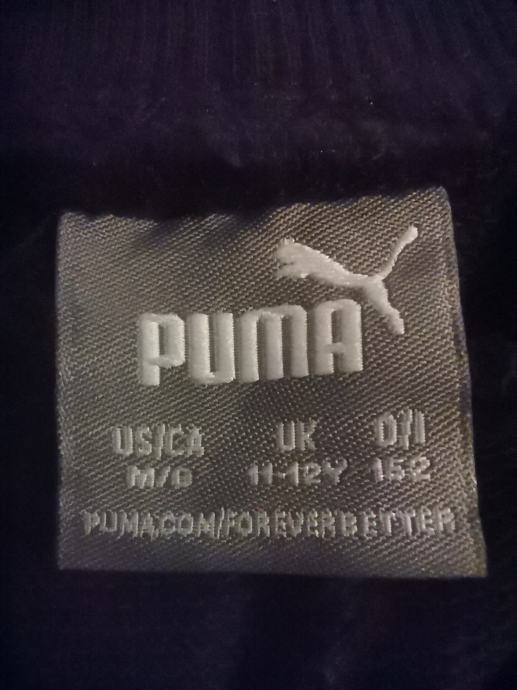 PUMA
US/CA UK D/I
M/G 11-12Y 152
PUMA.COM/FOREVERBETTER